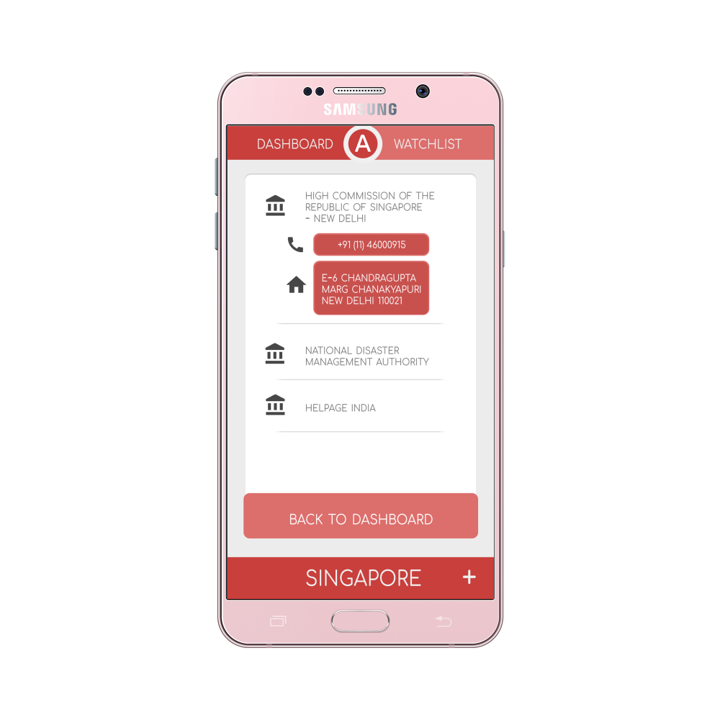 SAMSUNG
DASHBOARD A WATCHLIST
HIGH COMMISSION OF THE
REPUBLIC OF SINGAPORE
- NEW DELHI
+91 (11) 46000915
E-6 CHANDRAGUPTA
MARG CHANAKYAPURI
NEW DELHI 110021
NATIONAL DISASTER
MANAGEMENT AUTHORITY
HELPAGE INDIA
BACK TO DASHBOARD
SINGAPORE +